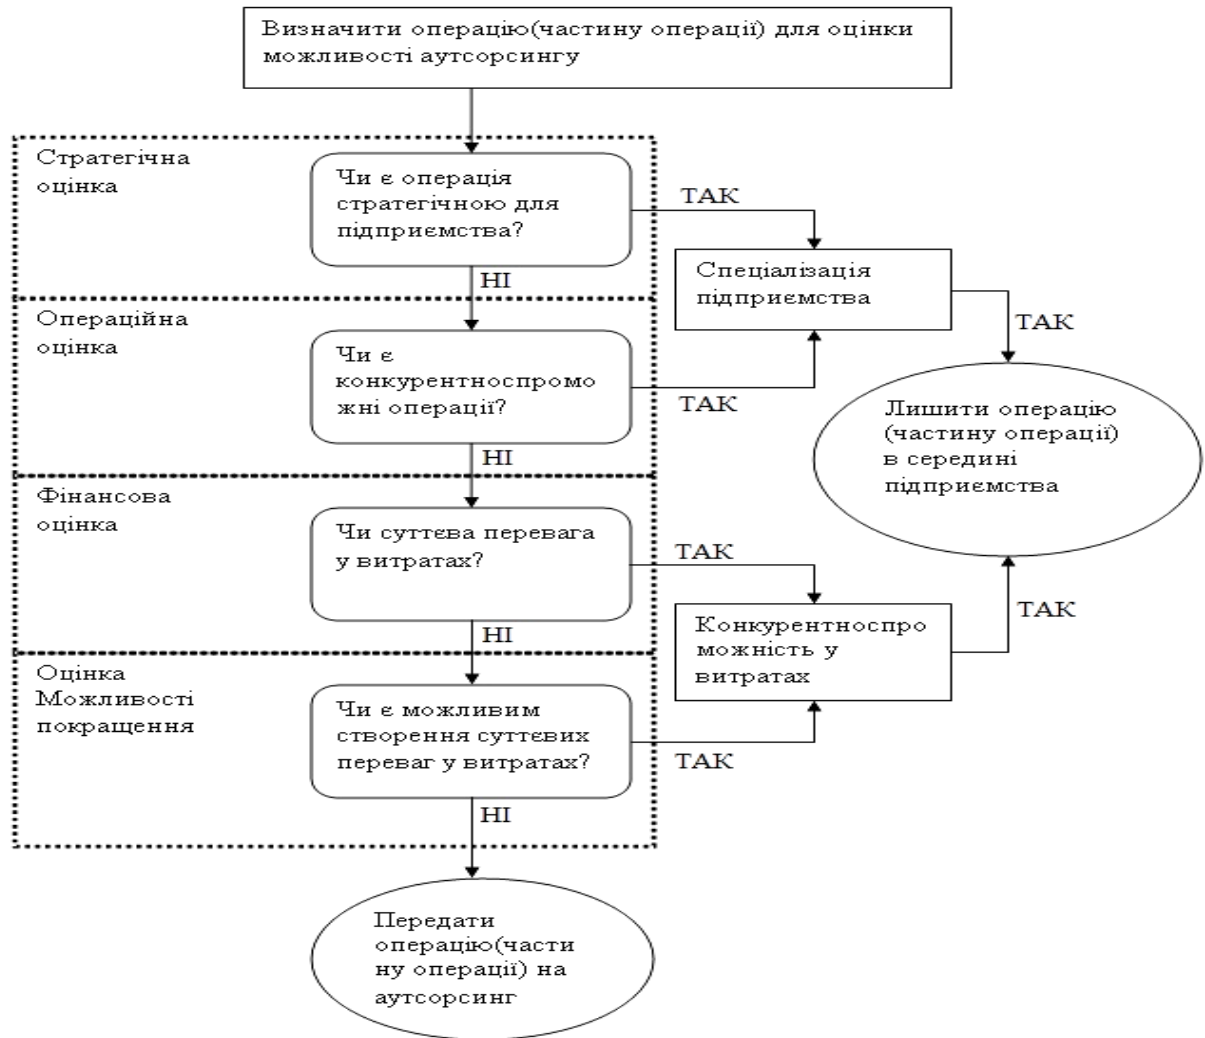 Визначити операцію(частину операції) для оцінки
можливості аутсорсингу
Стратегічна
оцінка
Чи є операція
стратегічною для
підприємства?
ТАК
НІ
Спеціалізація
підприємства
ТАК
Операційна
оцінка
Чи є
конкурентноспромо
жні операції?
ТАК
НІ
Лишити операцію
(частину операції)
в середині
підприємства
Фінансова
оцінка
Чи суттєва перевага
у витратах?
ТАК
НІ
Конкурентноспро
можність у
витратах
ТАК
Оцінка
Можливості
покращення
Чи є можливим
створення суттєвих
переваг у витратах?
ТАК
НІ
Передати
операцію(части
ну операції) на
аутсорсинг